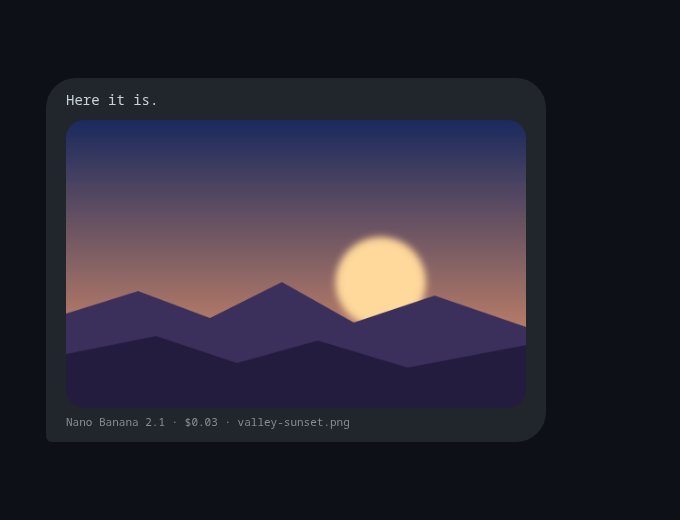 Here it is.
Nano Banana 2.1 · $0.03 · valley-sunset.png